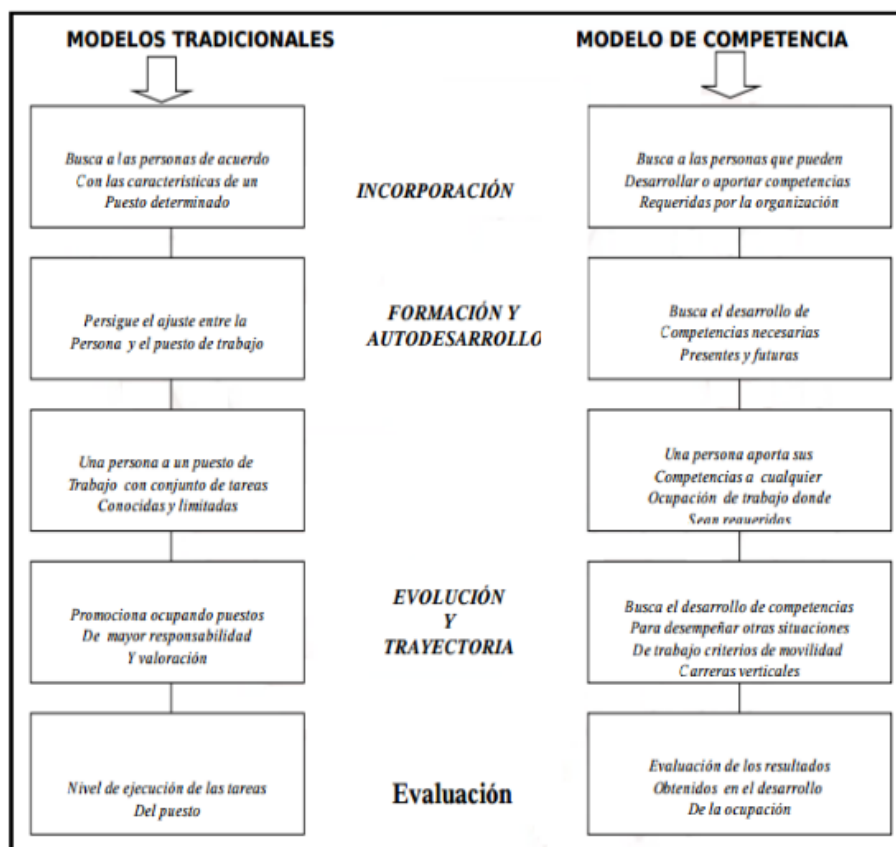 MODELOS TRADICIONALES
MODELO DE COMPETENCIA
Busca a las personas de acuerdo
Con las características de un
Puesto determinado
INCORPORACIÓN
Busca a las personas que pueden
Desarrollar o aportar competencias
Requeridas por la organización
Persigue el ajuste entre la
Persona y el puesto de trabajo
FORMACIÓN Y
AUTODESARROLLO
Busca el desarrollo de
Competencias necesarias
Presentes y futuras
Una persona a un puesto de
Trabajo con conjunto de tareas
Conocidas y limitadas
Una persona aporta sus
Competencias a cualquier
Ocupación de trabajo donde
Sean requeridos
Promociona ocupando puestos
De mayor responsabilidad
Y valoración
EVOLUCIÓN
Y
TRAYECTORIA
Busca el desarrollo de competencias
Para desempeñar otras situaciones
De trabajo criterios de movilidad
Carreras verticales
Nivel de ejecución de las tareas
Del puesto
Evaluación
Evaluación de los resultados
Obtenidos en el desarrollo
De la ocupación